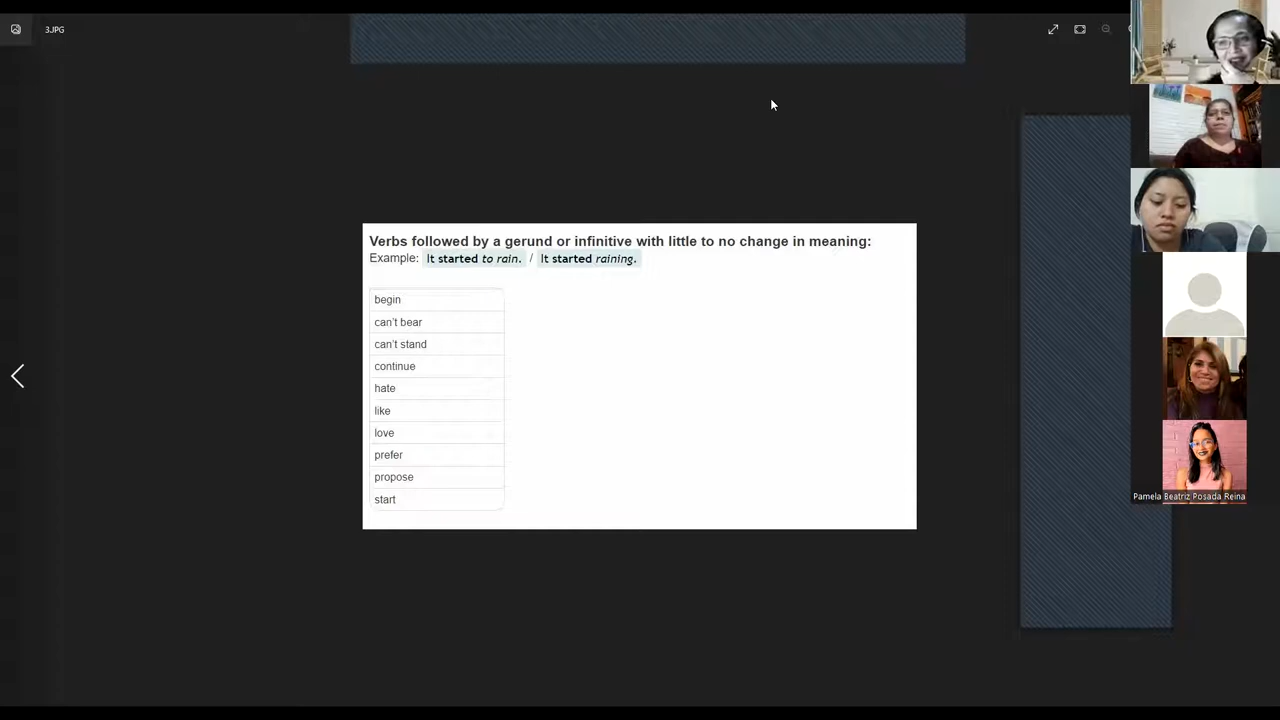 3.JPG
Verbs followed by a gerund or infinitive with little to no change in meaning:
Example: It started to rain. / It started raining.
begin
can't bear
can't stand
continue
hate
like
love
prefer
propose
start
Pamela Beatriz Posada Reina